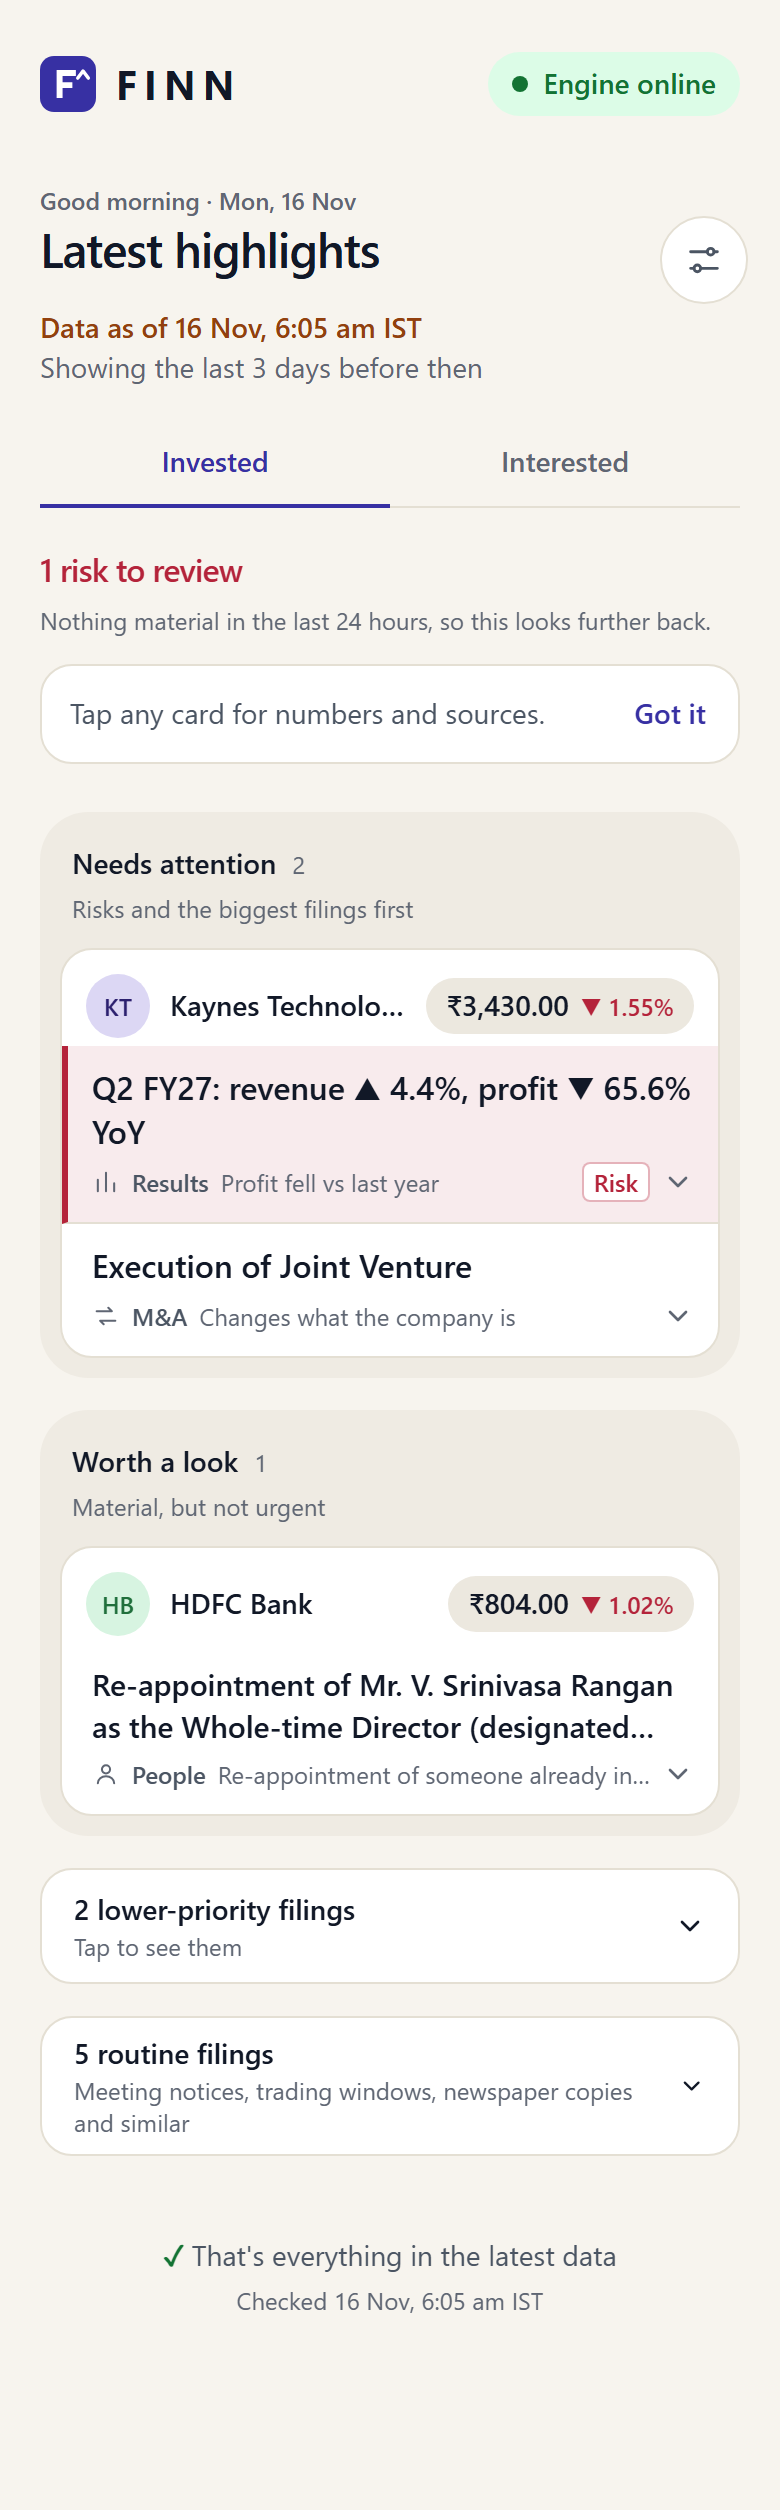 F^ FINN
Engine online
Good morning · Mon, 16 Nov
Latest highlights
Data as of 16 Nov, 6:05 am IST
Showing the last 3 days before then
Invested
Interested
1 risk to review
Nothing material in the last 24 hours, so this looks further back.
Tap any card for numbers and sources.
Got it
Needs attention 2
Risks and the biggest filings first
KT Kaynes Technolo... ₹3,430.00 ▼ 1.55%
Q2 FY27: revenue ▲ 4.4%, profit ▼ 65.6%
YoY
Results Profit fell vs last year Risk
Execution of Joint Venture
M&A Changes what the company is
Worth a look 1
Material, but not urgent
HB HDFC Bank ₹804.00 ▼ 1.02%
Re-appointment of Mr. V. Srinivasa Rangan
as the Whole-time Director (designated...
People Re-appointment of someone already in...
2 lower-priority filings
Tap to see them
5 routine filings
Meeting notices, trading windows, newspaper copies
and similar
✓ That's everything in the latest data
Checked 16 Nov, 6:05 am IST